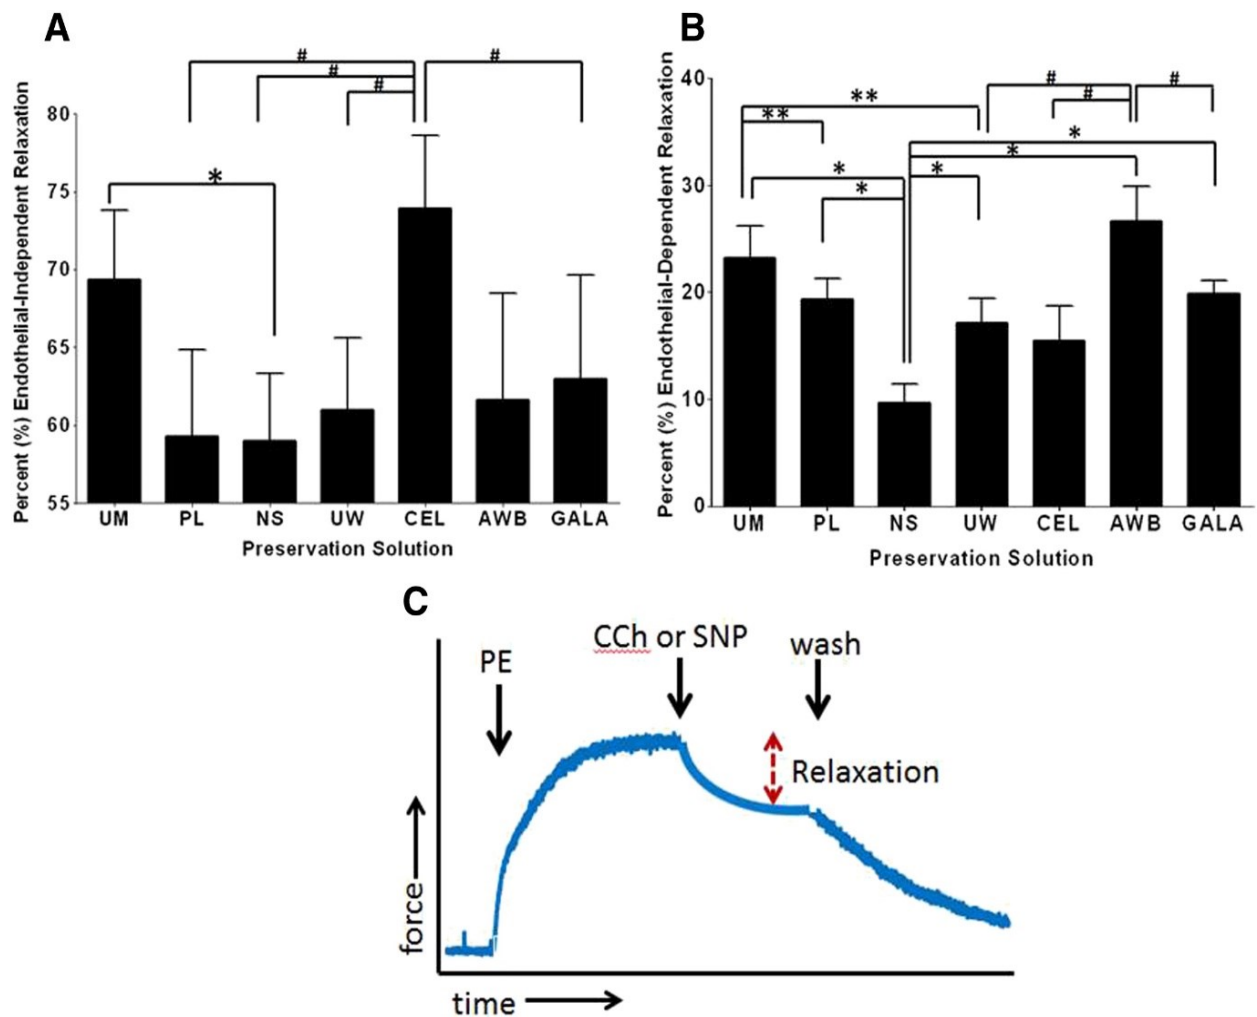 A
Percent (%) Endothelial-Independent Relaxation
80
75
70
65
60
55
#
#
#
#
*
UM PL NS UW CEL AWB GALA
Preservation Solution
B
Percent (%) Endothelial-Dependent Relaxation
40
30
20
10
0
#
#
#
**
**
*
*
*
*
*
UM PL NS UW CEL AWB GALA
Preservation Solution
C
PE
CCh or SNP
wash
Relaxation
force
time